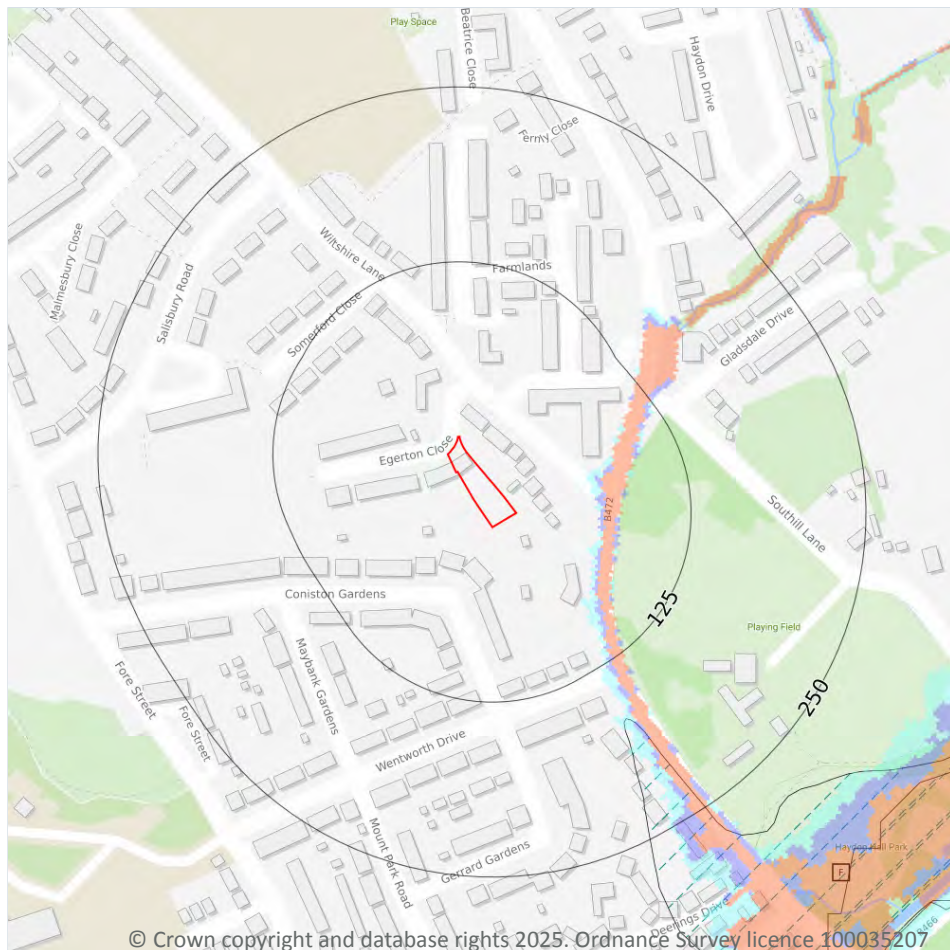 Play Space
Beatrice Close
Haydon Drive
Ferny Close
Malmesbury Close
Wiltshire Lane
Salisbury Road
Farmlands
Somerford Close
Gladsdale Drive
Egerton Close
B472
Southill Lane
Coniston Gardens
125
Playing Field
Maybank Gardens
Fore Street
Fore Street
250
Wentworth Drive
Mount Park Road
Gerrard Gardens
Haydon Hall Park
F
Deerings Drive
B466
© Crown copyright and database rights 2025. Ordnance Survey licence 100035207